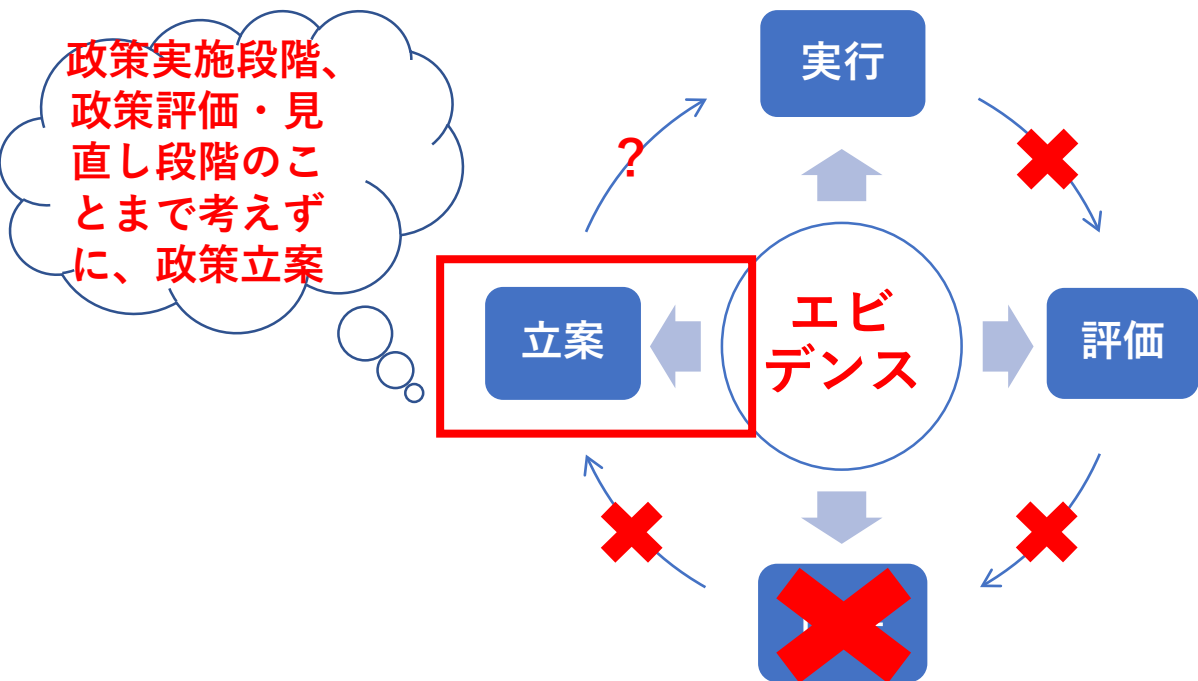 政策実施段階、
政策評価・見
直し段階のこ
とまで考えず
に、政策立案
実行
？
立案
エビ
デンス
評価